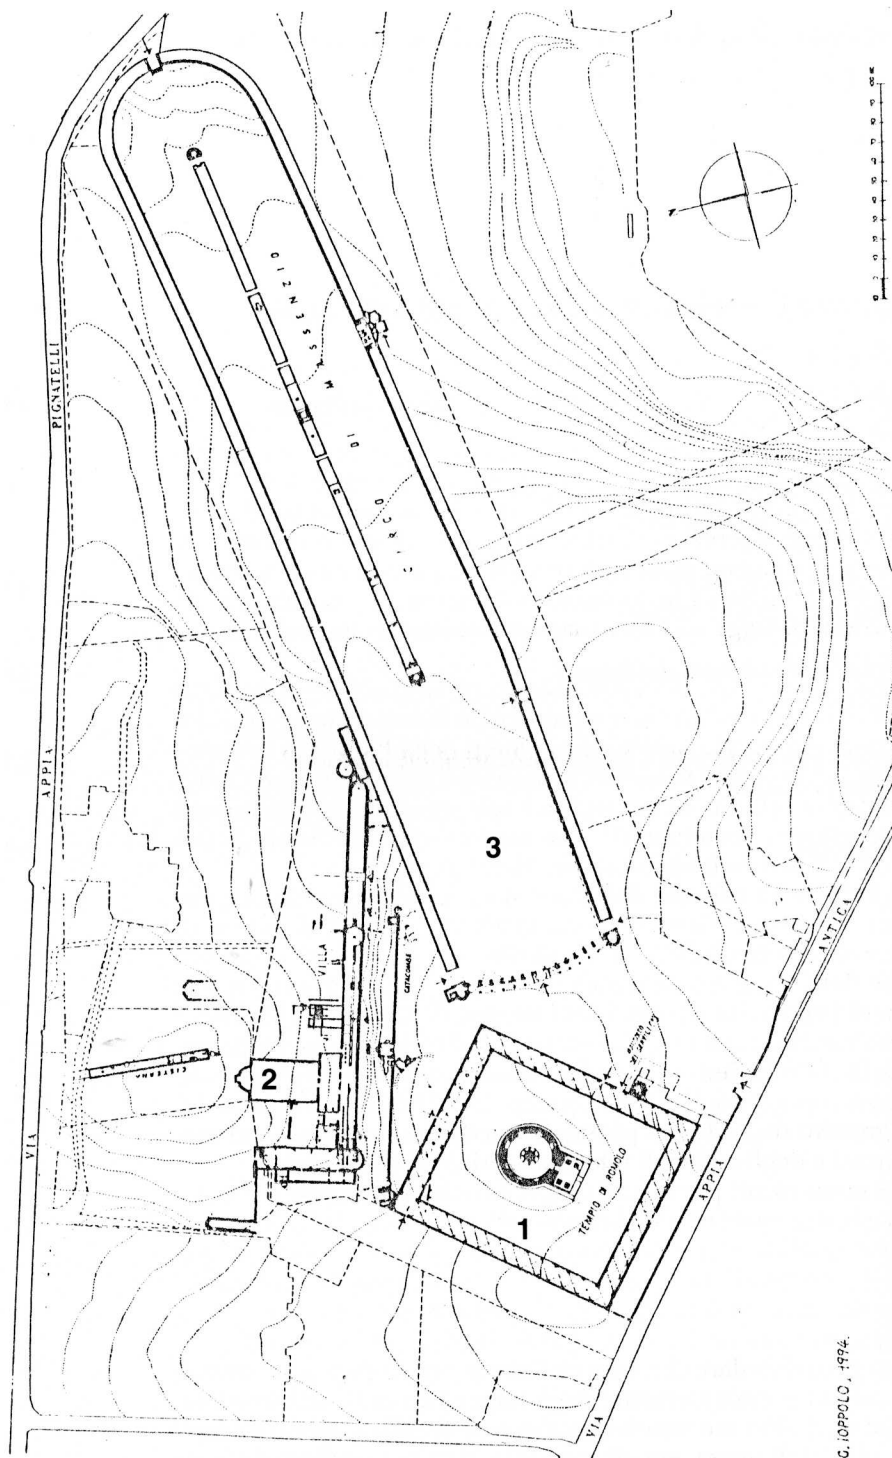 PIGNATELLI
APPIA
VIA
CIRCO DI MASSENZIO
3
VILLA
CATACOMBE
2
CISTERNA
1
TEMPIO DI ROMOLO
ANTICA
APPIA
VIA
G. IOPPOLO, 1994.